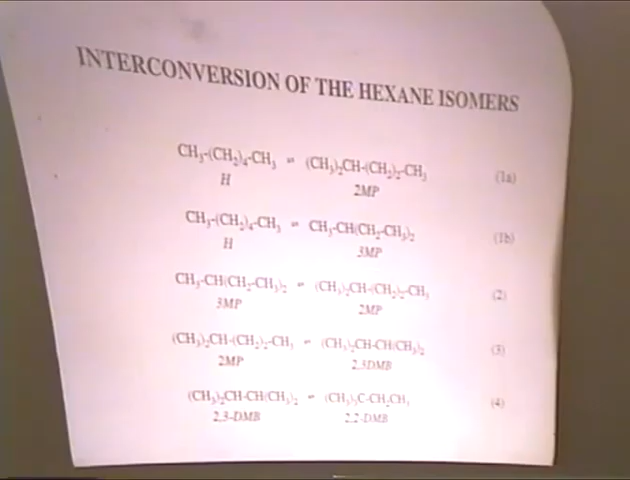 INTERCONVERSION OF THE HEXANE ISOMERS
CH₃-(CH₂)₄-CH₃ ⇌ (CH₃)₂CH-(CH₂)₂-CH₃ (1a)
H 2MP
CH₃-(CH₂)₄-CH₃ ⇌ CH₃-CH(CH₂-CH₃)₂ (1b)
H 3MP
CH₃-CH(CH₂-CH₃)₂ ⇌ (CH₃)₂CH-(CH₂)₂-CH₃ (2)
3MP 2MP
(CH₃)₂CH-(CH₂)₂-CH₃ ⇌ (CH₃)₂CH-CH(CH₃)₂ (3)
2MP 2,3DMB
(CH₃)₂CH-CH(CH₃)₂ ⇌ (CH₃)₃C-CH₂CH₃ (4)
2,3-DMB 2,2-DMB